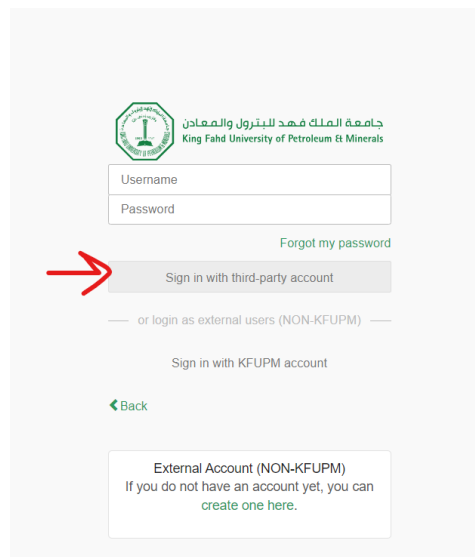 جامعة الملك فهد للبترول والمعادن
King Fahd University of Petroleum & Minerals
Username
Password
Forgot my password
Sign in with third-party account
or login as external users (NON-KFUPM)
Sign in with KFUPM account
Back
External Account (NON-KFUPM)
If you do not have an account yet, you can
create one here.